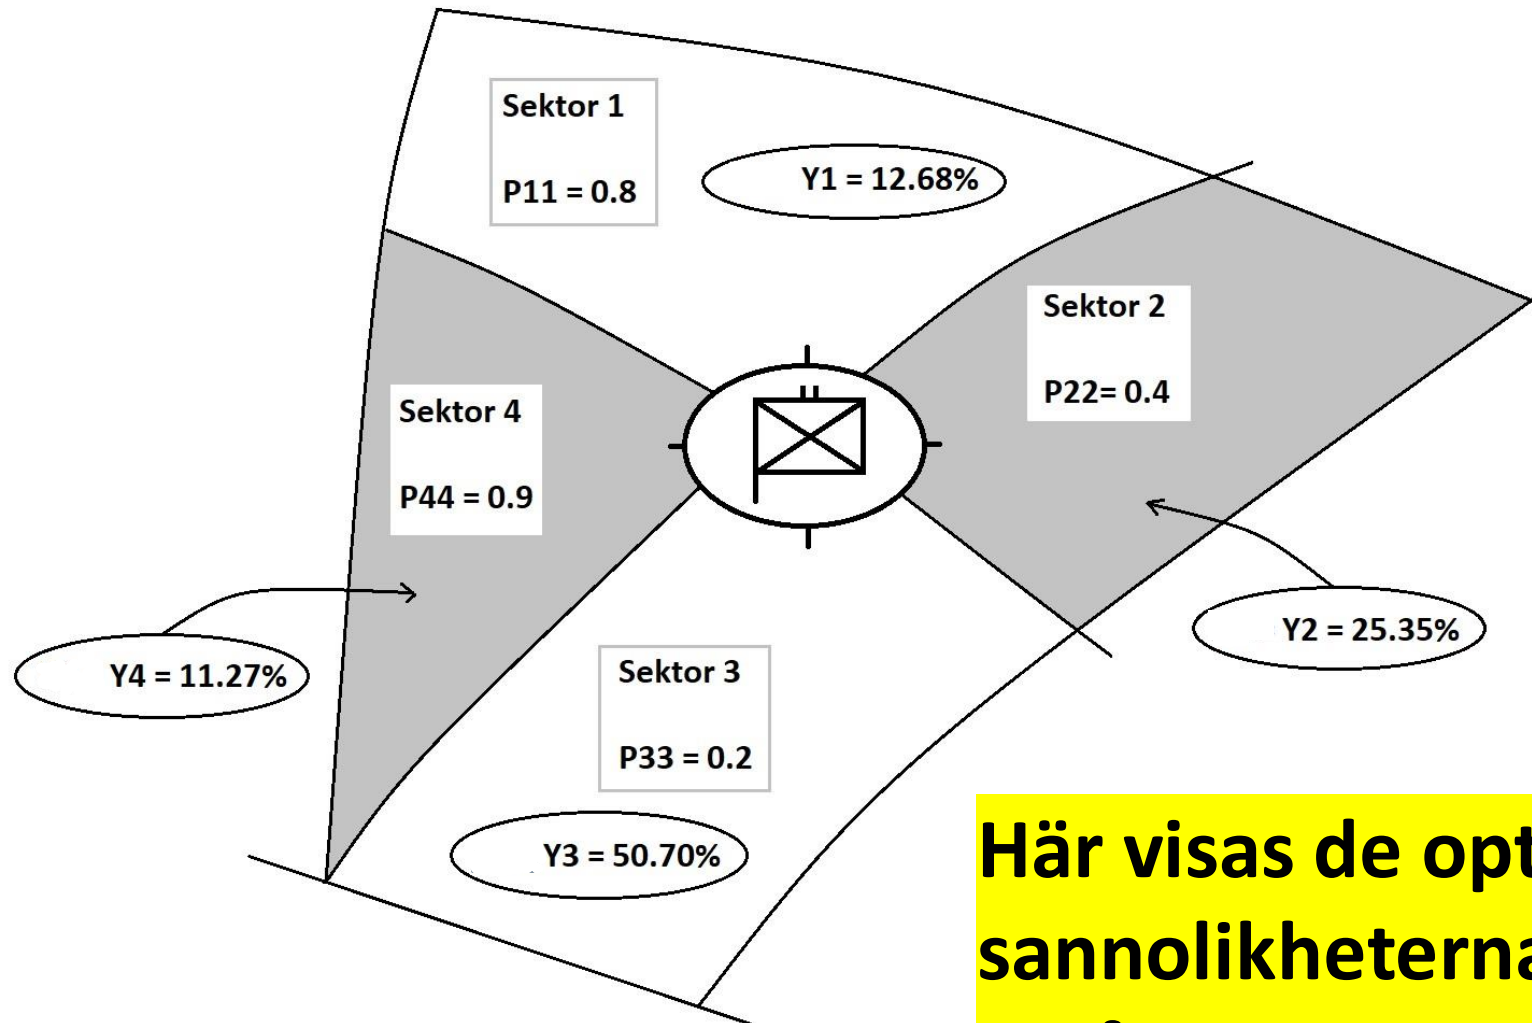 Sektor 1
P11 = 0.8
Y1 = 12.68%
Sektor 2
P22= 0.4
Sektor 4
P44 = 0.9
Y2 = 25.35%
Y4 = 11.27%
Sektor 3
P33 = 0.2
Y3 = 50.70%
Här visas de opt
sannolikheterna